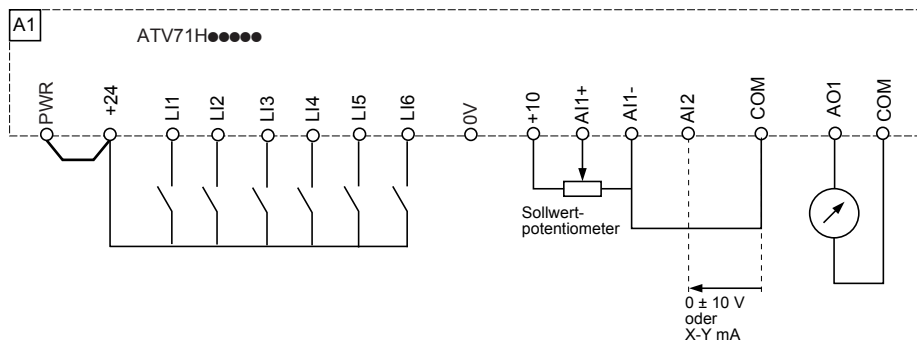 A1
ATV71H●●●●●
PWR
+24
LI1
LI2
LI3
LI4
LI5
LI6
0V
+10
AI1+
AI1-
AI2
COM
AO1
COM
Sollwert-
potentiometer
0 ± 10 V
oder
X-Y mA